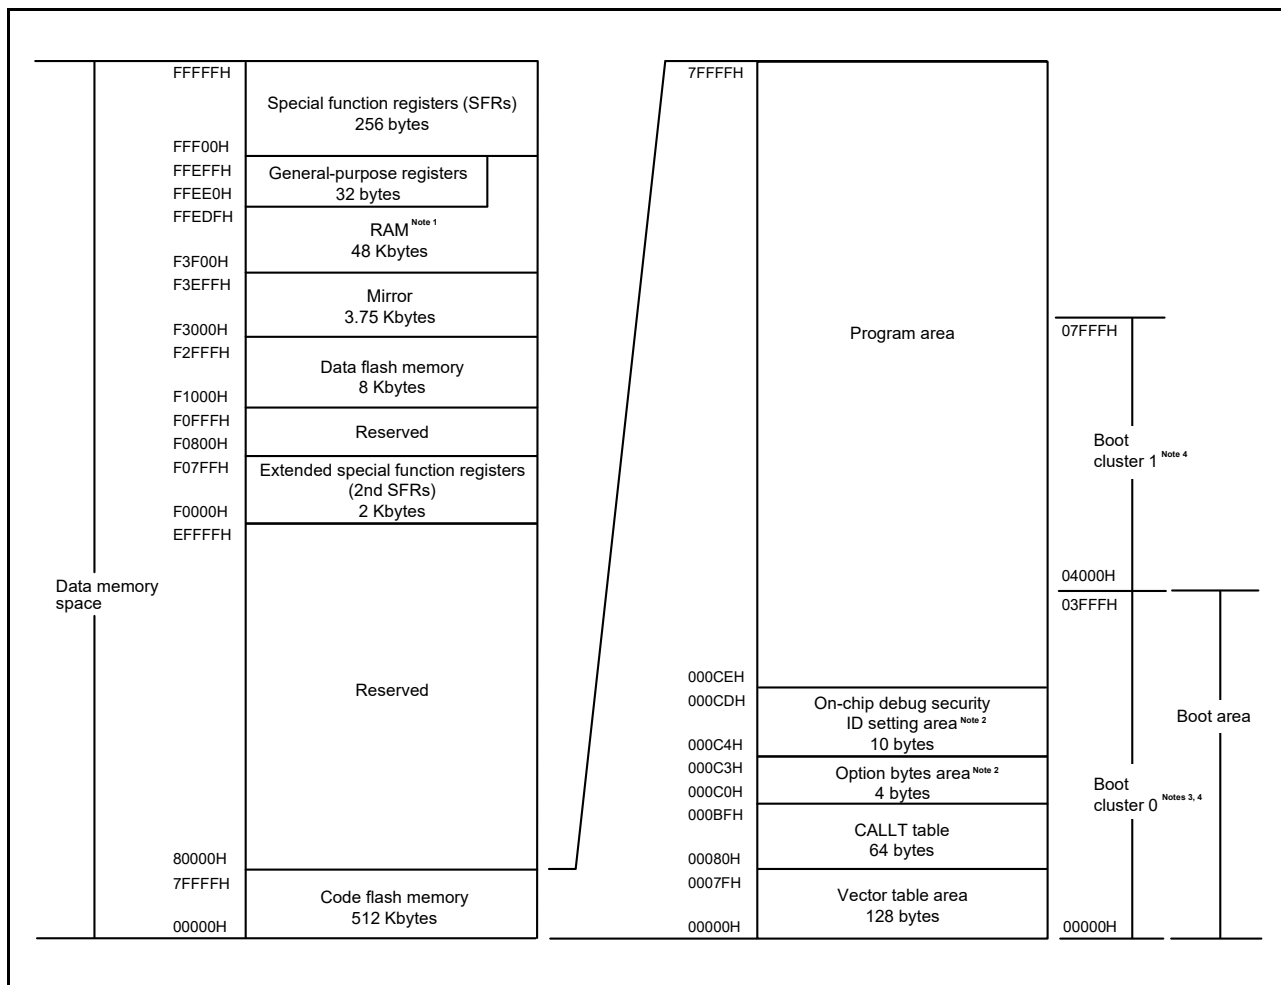 FFFFFH
Special function registers (SFRs)
256 bytes
FFF00H
FFEFFH
General-purpose registers
32 bytes
FFEE0H
FFEDFH
RAM Note 1
48 Kbytes
F3F00H
F3EFFH
Mirror
3.75 Kbytes
F3000H
F2FFFH
Data flash memory
8 Kbytes
F1000H
F0FFFH
Reserved
F0800H
F07FFH
Extended special function registers
(2nd SFRs)
2 Kbytes
F0000H
EFFFFH
Data memory
space
Reserved
80000H
7FFFFH
Code flash memory
512 Kbytes
00000H
7FFFFH
Program area
000CEH
000CDH
On-chip debug security
ID setting area Note 2
10 bytes
000C4H
000C3H
Option bytes area Note 2
4 bytes
000C0H
000BFH
CALLT table
64 bytes
00080H
0007FH
Vector table area
128 bytes
00000H
07FFFH
Boot
cluster 1 Note 4
04000H
03FFFH
Boot area
Boot
cluster 0 Notes 3, 4
00000H